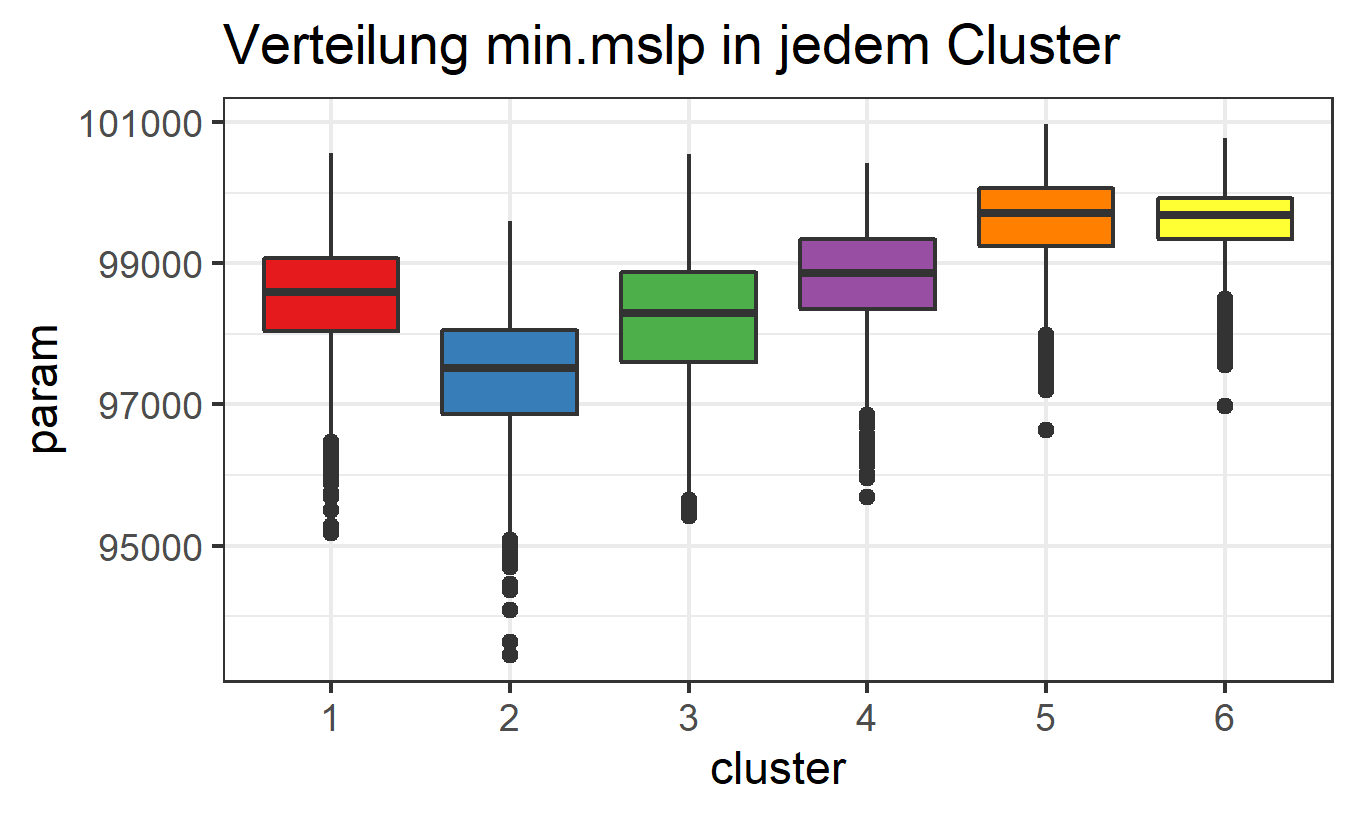 Verteilung min.mslp in jedem Cluster
101000
99000
97000
95000
param
1 2 3 4 5 6
cluster